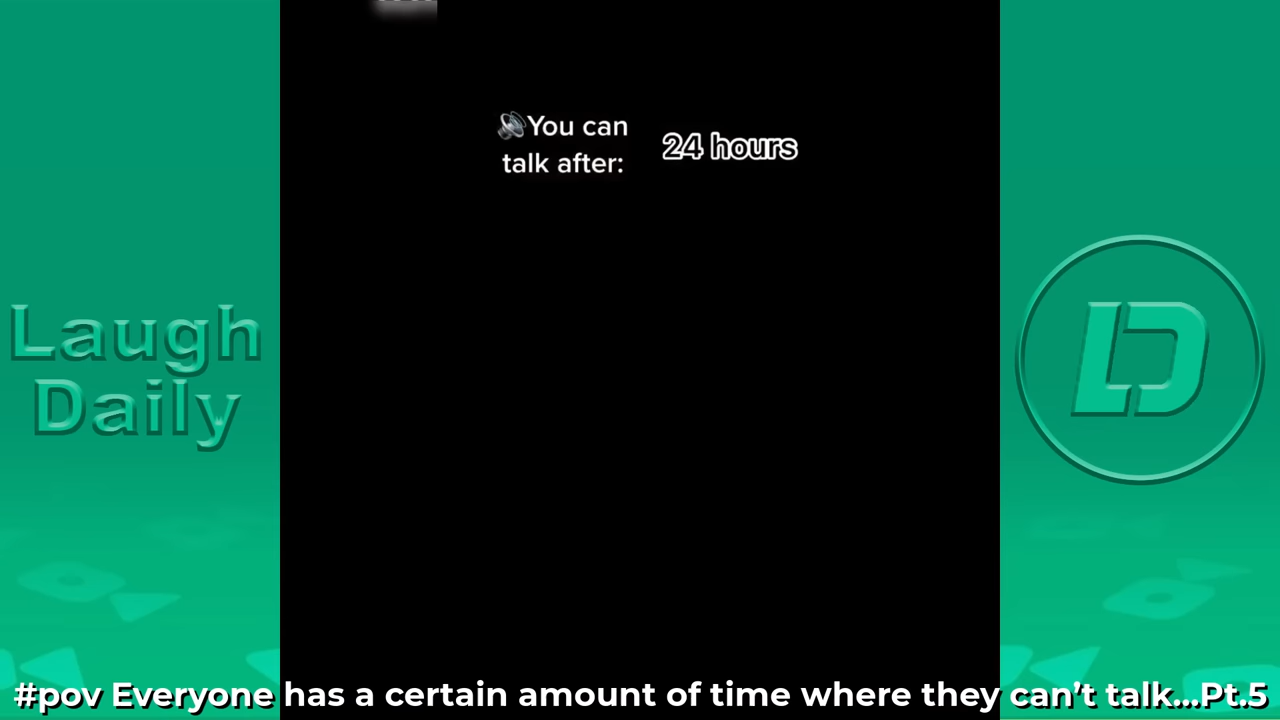 🔊You can
talk after:
24 hours
Laugh
Daily
LD
#pov Everyone has a certain amount of time where they can't talk...Pt.5